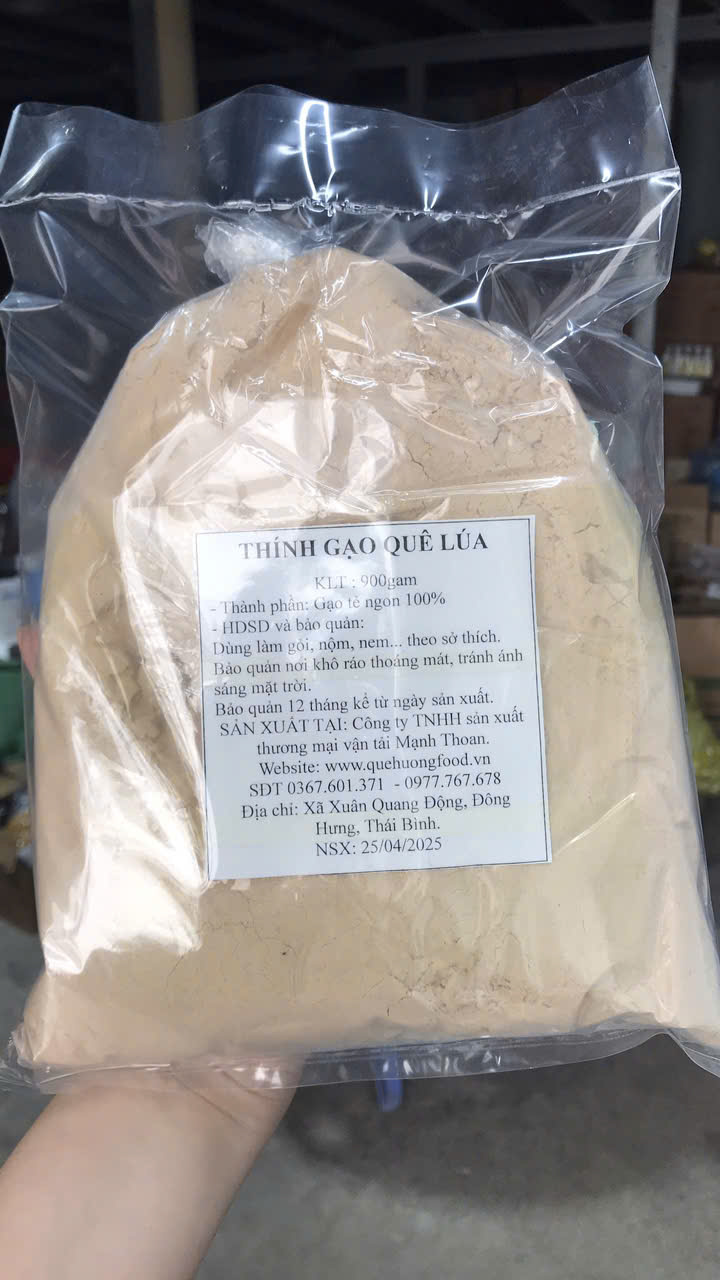 THÍNH GẠO QUÊ LÚA
KLT : 900gam
- Thành phần: Gạo tẻ ngon 100%
- HDSD và bảo quản:
Dùng làm gỏi, nộm, nem... theo sở thích.
Bảo quản nơi khô ráo thoáng mát, tránh ánh
sáng mặt trời.
Bảo quản 12 tháng kể từ ngày sản xuất.
SẢN XUẤT TẠI: Công ty TNHH sản xuất
thương mại vận tải Mạnh Thoan.
Website: www.quehuongfood.vn
SĐT 0367.601.371 - 0977.767.678
Địa chỉ: Xã Xuân Quang Động, Đông
Hưng, Thái Bình.
NSX: 25/04/2025